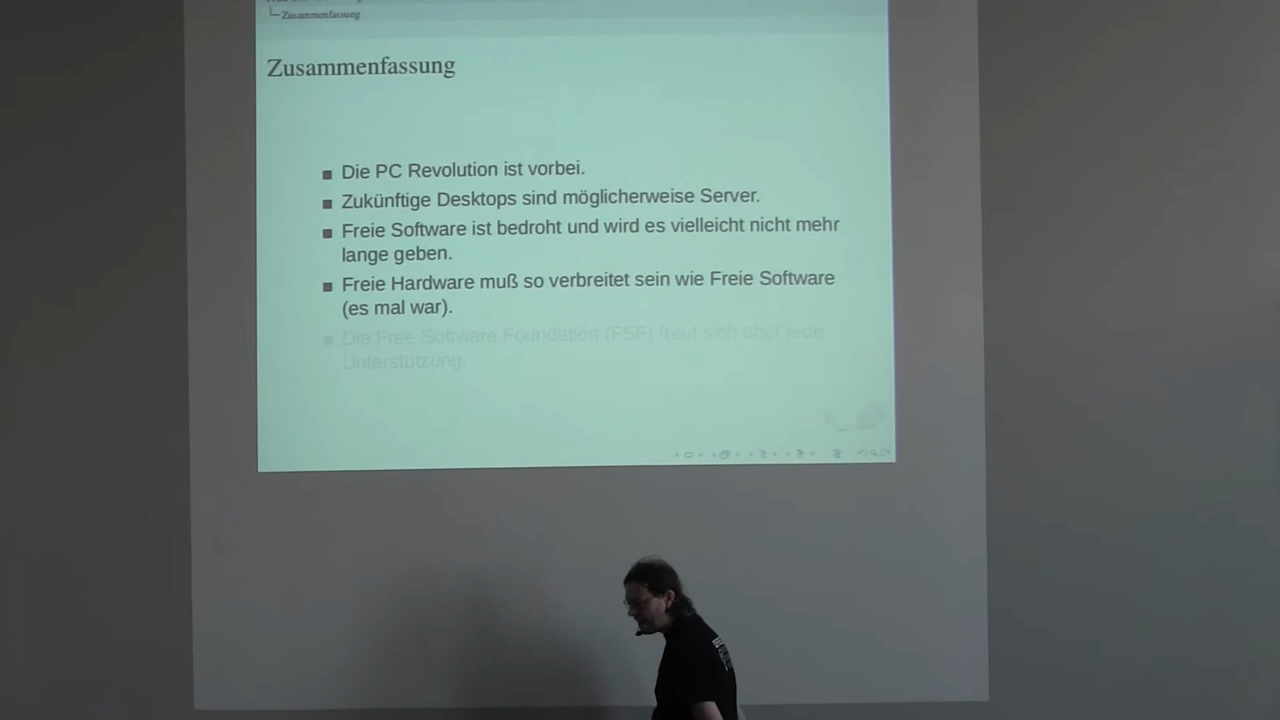 Zusammenfassung
Zusammenfassung
Die PC Revolution ist vorbei.
Zukünftige Desktops sind möglicherweise Server.
Freie Software ist bedroht und wird es vielleicht nicht mehr
lange geben.
Freie Hardware muß so verbreitet sein wie Freie Software
(es mal war).
Die Free Software Foundation (FSF) freut sich über jede
Unterstützung.